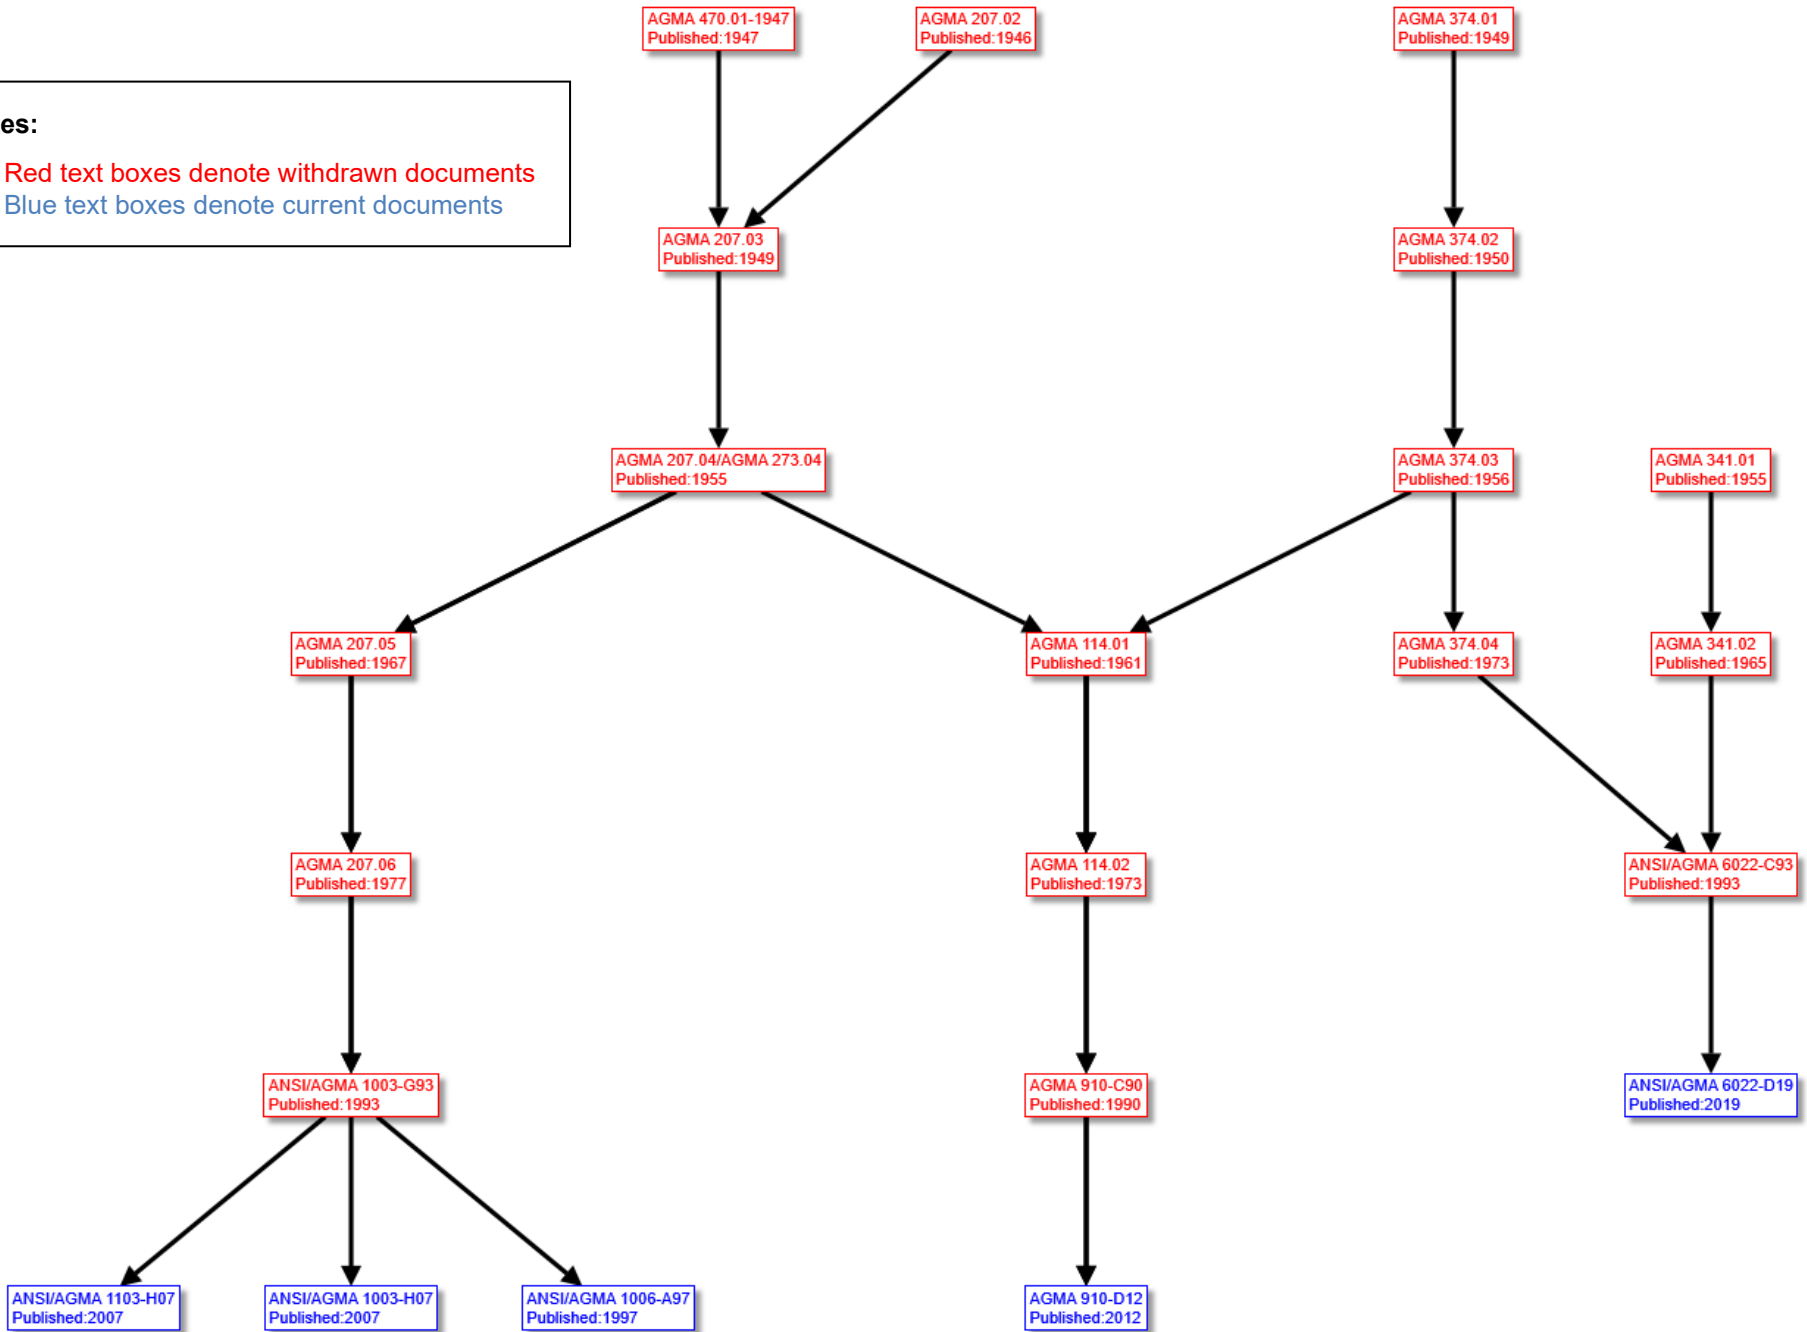 AGMA 470.01-1947
Published:1947
AGMA 207.02
Published:1946
AGMA 374.01
Published:1949
es:
Red text boxes denote withdrawn documents
Blue text boxes denote current documents
AGMA 207.03
Published:1949
AGMA 374.02
Published:1950
AGMA 207.04/AGMA 273.04
Published:1955
AGMA 374.03
Published:1956
AGMA 341.01
Published:1955
AGMA 207.05
Published:1967
AGMA 114.01
Published:1961
AGMA 374.04
Published:1973
AGMA 341.02
Published:1965
AGMA 207.06
Published:1977
AGMA 114.02
Published:1973
ANSI/AGMA 6022-C93
Published:1993
ANSI/AGMA 1003-G93
Published:1993
AGMA 910-C90
Published:1990
ANSI/AGMA 6022-D19
Published:2019
ANSI/AGMA 1103-H07
Published:2007
ANSI/AGMA 1003-H07
Published:2007
ANSI/AGMA 1006-A97
Published:1997
AGMA 910-D12
Published:2012